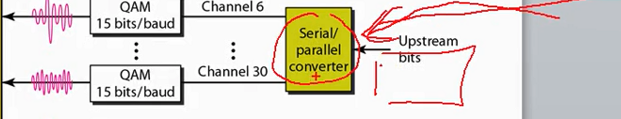 Channel 6
QAM
15 bits/baud
Serial/
parallel
converter
Upstream
bits
QAM
15 bits/baud
Channel 30